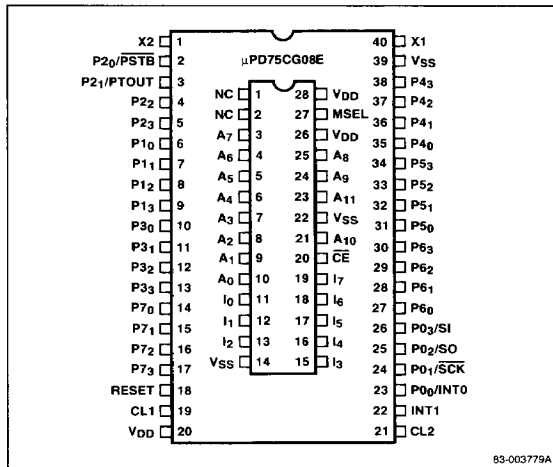 X2 1 μPD75CG08E 40 X1
P2₀/P̅S̅T̅B̅ 2 39 VSS
P2₁/PTOUT 3 38 P4₃
P2₂ 4 NC 1 28 VDD 37 P4₂
P2₃ 5 NC 2 27 MSEL 36 P4₁
P1₀ 6 A₇ 3 26 VDD 35 P4₀
P1₁ 7 A₆ 4 25 A₈ 34 P5₃
P1₂ 8 A₅ 5 24 A₉ 33 P5₂
P1₃ 9 A₄ 6 23 A₁₁ 32 P5₁
P3₀ 10 A₃ 7 22 VSS 31 P5₀
P3₁ 11 A₂ 8 21 A₁₀ 30 P6₃
P3₂ 12 A₁ 9 20 C̅E̅ 29 P6₂
P3₃ 13 A₀ 10 19 I₇ 28 P6₁
P7₀ 14 I₀ 11 18 I₆ 27 P6₀
P7₁ 15 I₁ 12 17 I₅ 26 P0₃/SI
P7₂ 16 I₂ 13 16 I₄ 25 P0₂/SO
P7₃ 17 VSS 14 15 I₃ 24 P0₁/S̅C̅K̅
RESET 18 23 P0₀/INT0
CL1 19 22 INT1
VDD 20 21 CL2
83-003779A